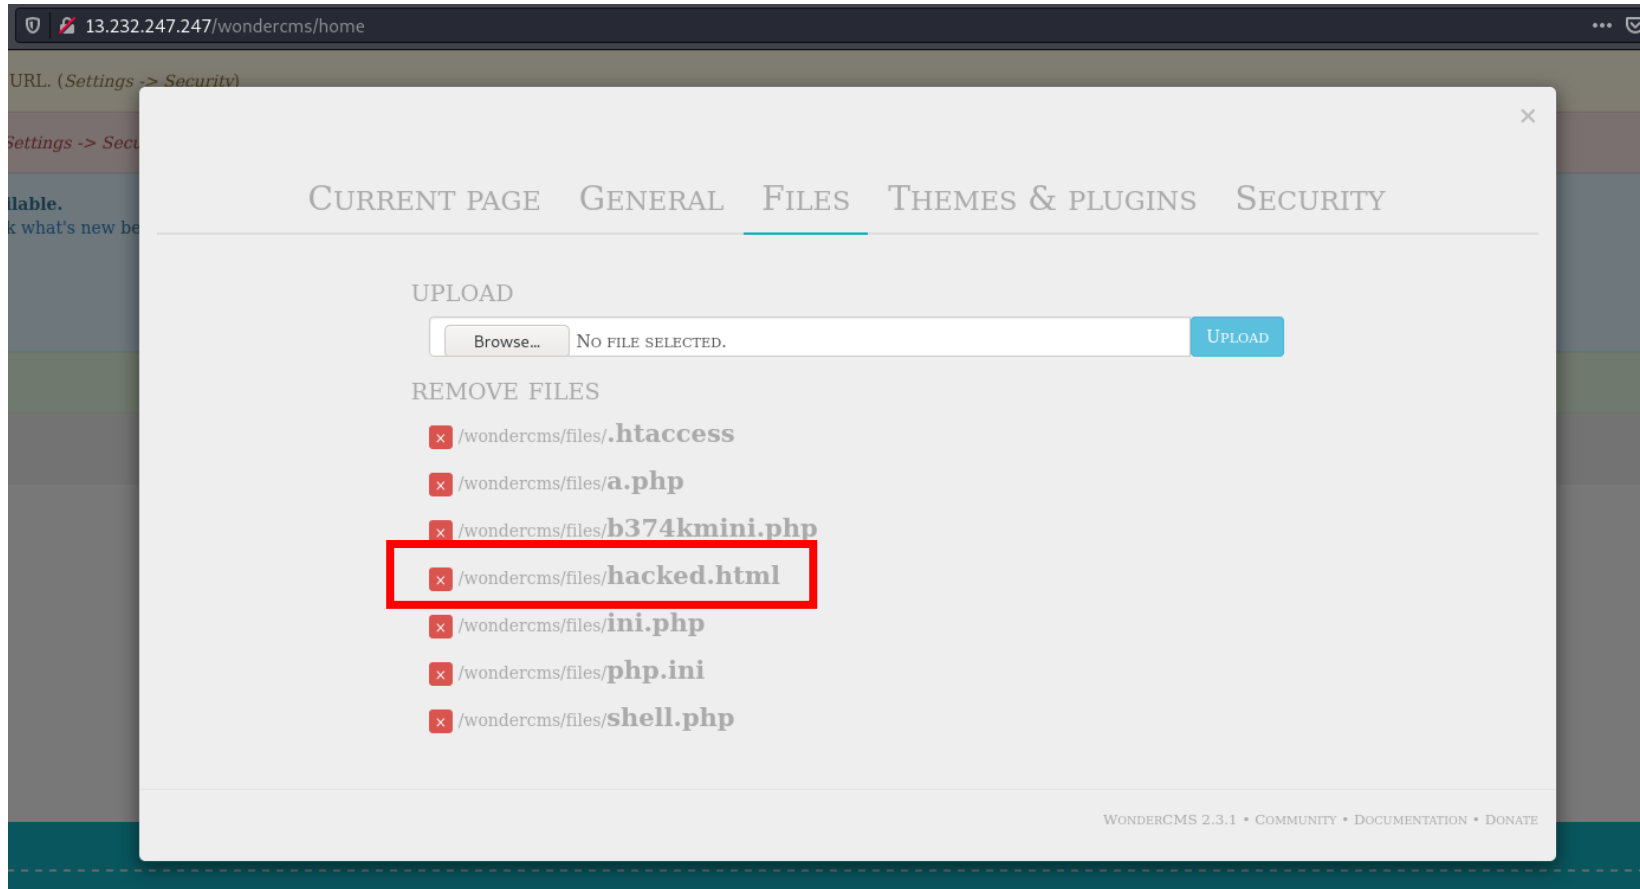 13.232.247.247/wondercms/home
URL. (Settings -> Security)
Settings -> Secu
ilable.
k what's new be
×
CURRENT PAGE GENERAL FILES THEMES & PLUGINS SECURITY
UPLOAD
Browse... NO FILE SELECTED. UPLOAD
REMOVE FILES
× /wondercms/files/.htaccess
× /wondercms/files/a.php
× /wondercms/files/b374kmini.php
× /wondercms/files/hacked.html
× /wondercms/files/ini.php
× /wondercms/files/php.ini
× /wondercms/files/shell.php
WONDERCMS 2.3.1 • COMMUNITY • DOCUMENTATION • DONATE